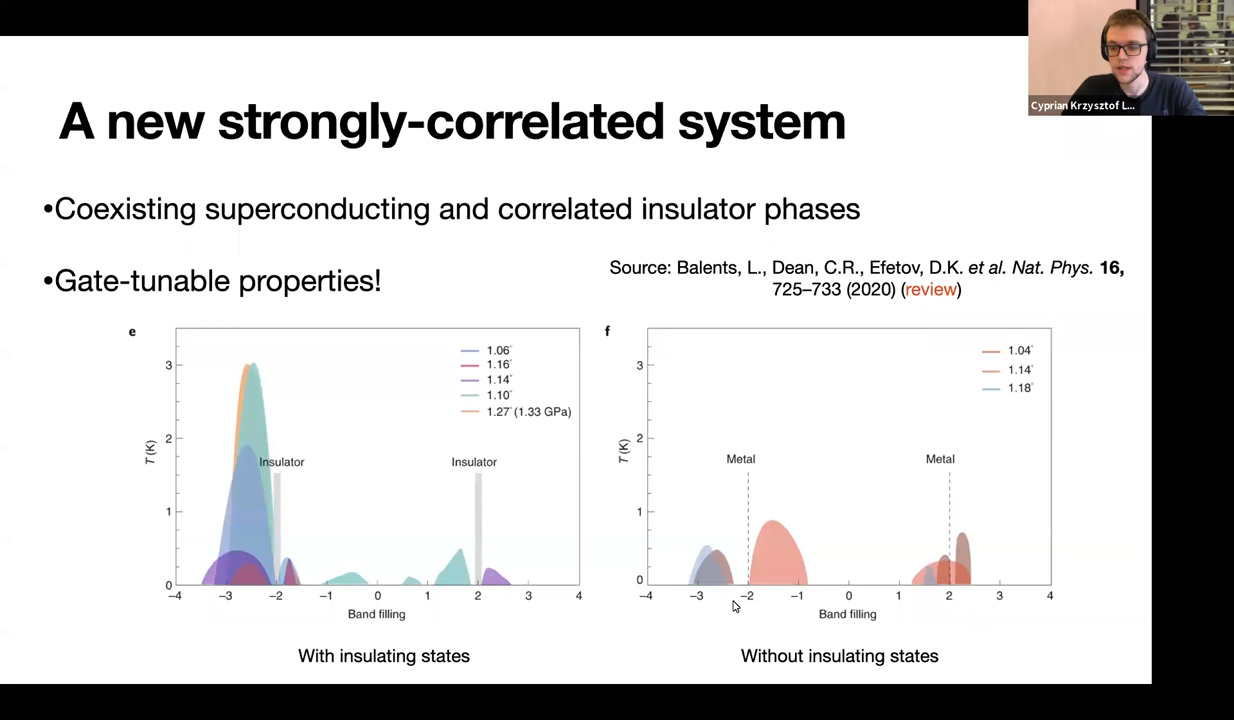 Cyprian Krzysztof L...
A new strongly-correlated system
•Coexisting superconducting and correlated insulator phases
•Gate-tunable properties!
Source: Balents, L., Dean, C.R., Efetov, D.K. et al. Nat. Phys. 16,
725–733 (2020) (review)
e
T (K)
3
2
1
0
1.06°
1.16°
1.14°
1.10°
1.27° (1.33 GPa)
Insulator
Insulator
–4 –3 –2 –1 0 1 2 3 4
Band filling
With insulating states
f
T (K)
3
2
1
0
1.04°
1.14°
1.18°
Metal
Metal
–4 –3 –2 –1 0 1 2 3 4
Band filling
Without insulating states